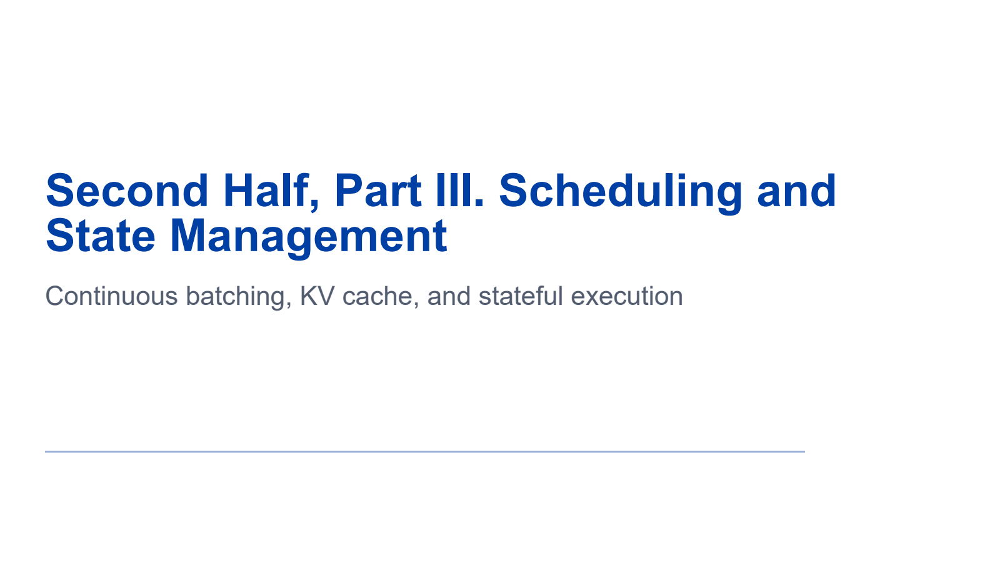 Second Half, Part III. Scheduling and
State Management
Continuous batching, KV cache, and stateful execution